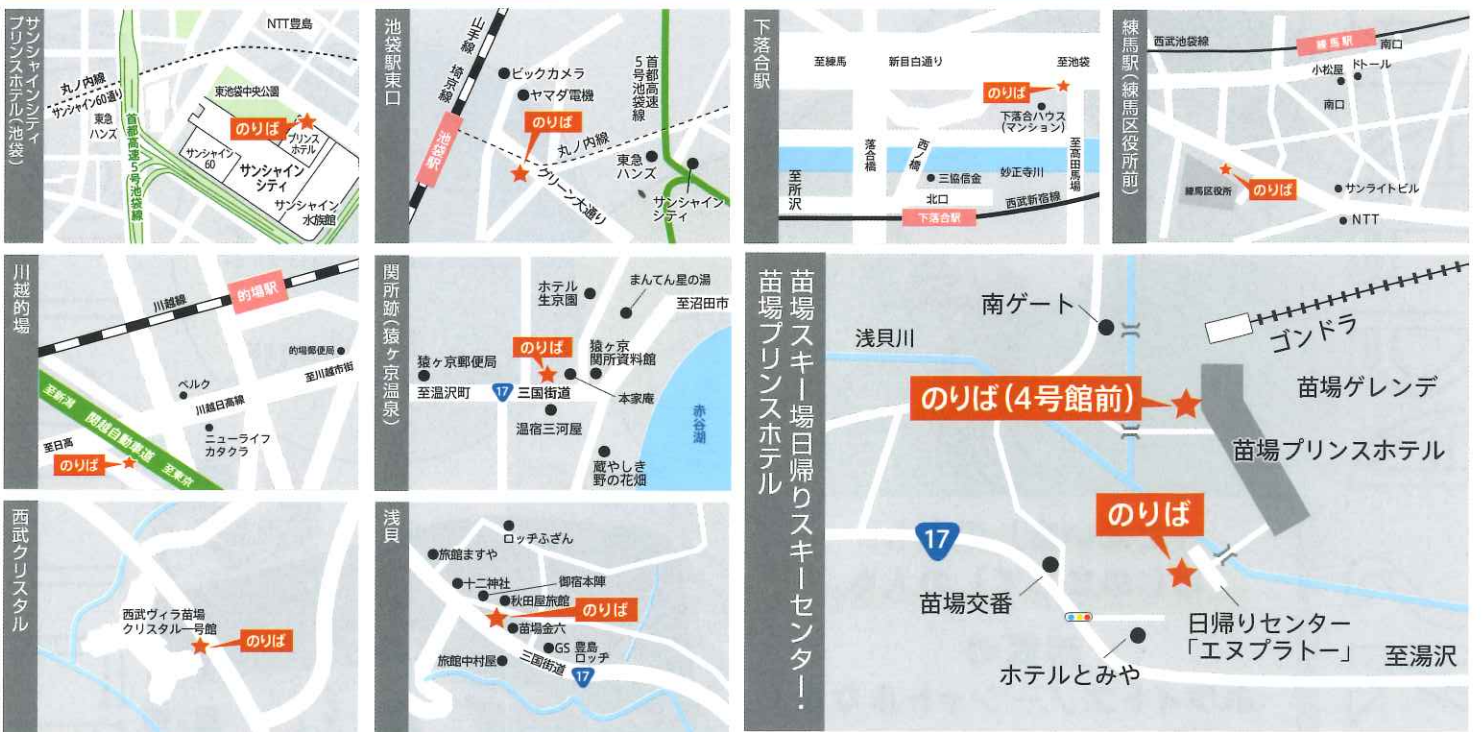 サンシャインシティ
プリンスホテル(池袋)
NTT豊島
丸ノ内線
サンシャイン60通り
東急
ハンズ
首都高速5号池袋線
東池袋中央公園
のりば
プリンス
ホテル
サンシャイン
60
サンシャイン
シティ
サンシャイン
水族館
池袋駅東口
山手線
埼京線
ビックカメラ
ヤマダ電機
のりば
池袋駅
首都高速
5号池袋線
丸ノ内線
東急
ハンズ
グリーン大通り
サンシャイン
シティ
下落合駅
至練馬
新目白通り
至池袋
のりば
下落合ハウス
(マンション)
落合橋
西ノ橋
至高田馬場
三協信金
妙正寺川
至所沢
北口
西武新宿線
下落合駅
練馬駅(練馬区役所前)
西武池袋線
練馬駅
南口
小松屋
ドトール
南口
練馬区役所
のりば
サンライトビル
NTT
川越的場
川越線
的場駅
的場郵便局
至川越市街
ベルク
川越日高線
至新潟
関越自動車道
至東京
至日高
ニューライフ
カタクラ
のりば
関所跡(猿ヶ京温泉)
ホテル
生京園
まんてん星の湯
至沼田市
のりば
猿ヶ京
関所資料館
猿ヶ京郵便局
至温沢町
17
三国街道
本家庵
温宿三河屋
赤谷湖
蔵やしき
野の花畑
苗場スキー場日帰りスキーセンター・
苗場プリンスホテル
南ゲート
浅貝川
ゴンドラ
苗場ゲレンデ
のりば(4号館前)
苗場プリンスホテル
のりば
17
苗場交番
日帰りセンター
「エヌプラトー」
至湯沢
ホテルとみや
西武クリスタル
西武ヴィラ苗場
クリスタル一号館
のりば
浅貝
ロッヂふざん
旅館ますや
十二神社
御宿本陣
秋田屋旅館
のりば
苗場金六
GS
豊島
ロッヂ
旅館中村屋
三国街道
17